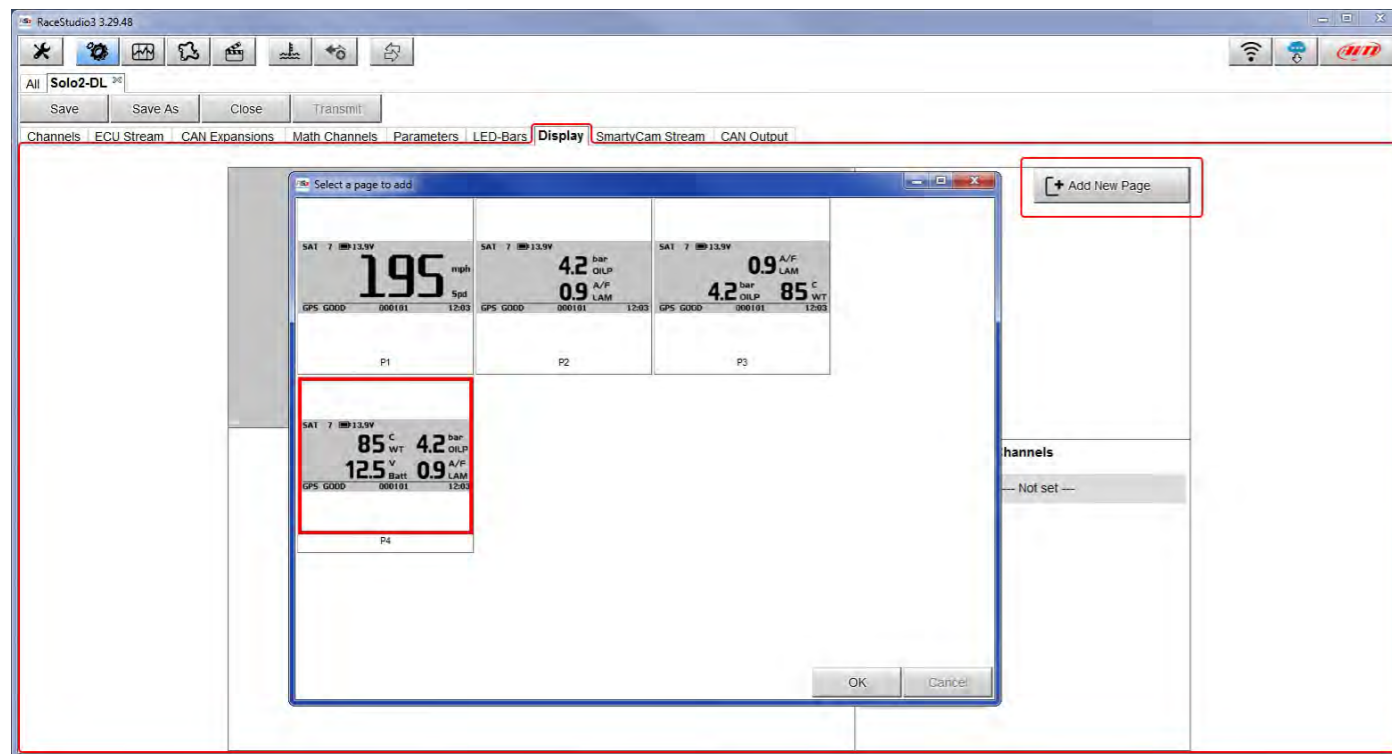 RaceStudio3 3.29.48
AiM
All Solo2-DL
Save Save As Close Transmit
Channels ECU Stream CAN Expansions Math Channels Parameters LED-Bars Display SmartyCam Stream CAN Output
Select a page to add
Add New Page
SAT 7 13.9V
195 mph
Spd
GPS GOOD 000101 12:03
P1
SAT 7 13.9V
4.2 bar OILP
0.9 A/F LAM
GPS GOOD 000101 12:03
P2
SAT 7 13.9V
0.9 A/F LAM
4.2 bar OILP 85 C WT
GPS GOOD 000101 12:03
P3
SAT 7 13.9V
85 C WT 4.2 bar OILP
12.5 V Batt 0.9 A/F LAM
GPS GOOD 000101 12:03
P4
hannels
— Not set —
OK Cancel